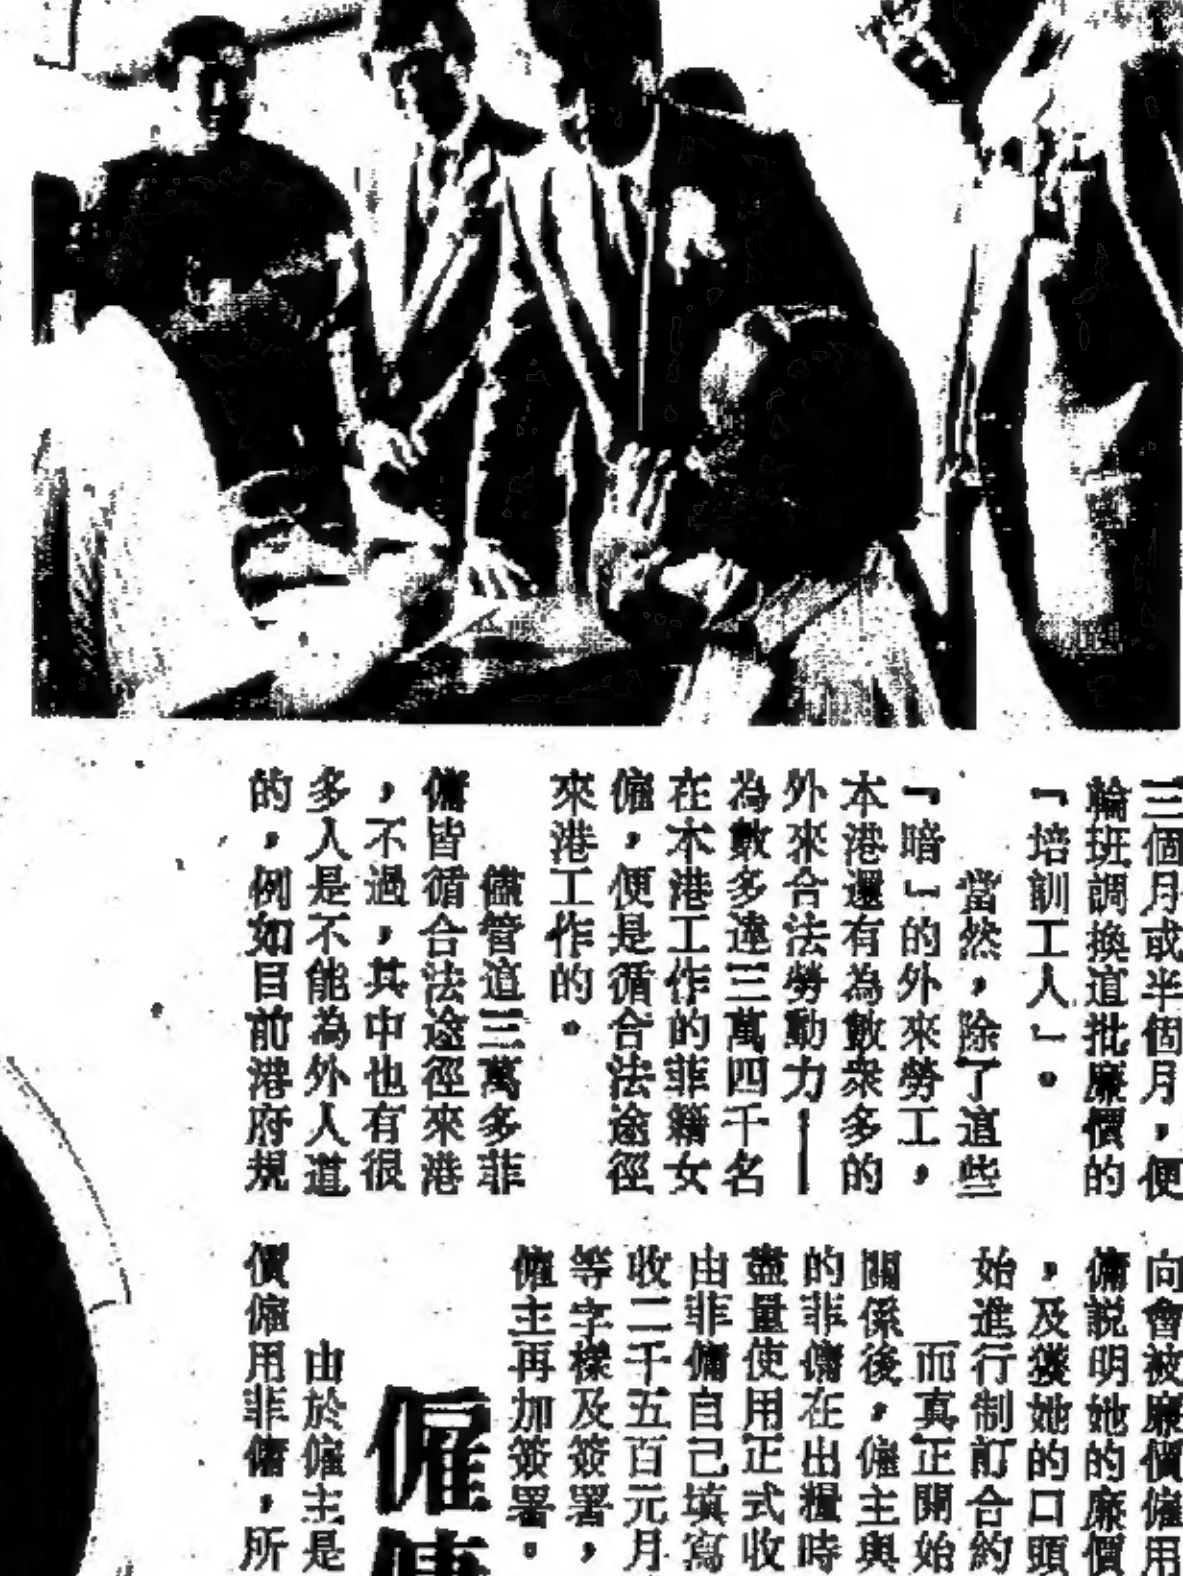 三個月或半個月，便
輪班調換這批廉價的
「培訓工人」。
當然，除了這些
「暗」的外來勞工，
本港還有為數衆多的
外來合法勞動力——
為數多達三萬四千名
在本港工作的菲籍女
傭，便是循合法途徑
來港工作的。
儘管這三萬多菲
傭皆循合法途徑來港
，不過，其中也有很
多人是不能為外人道
的，例如目前港府規
向會被廉價僱用
傭說明她的廉價
，及獲她的口頭
始進行制訂合約
而真正開始
關係後，僱主與
的菲傭在出糧時
盡量使用正式收
由菲傭自己填寫
收二千五百元月
等字樣及簽署，
僱主再加簽署。
僱
由於僱主是
價僱用菲傭，所